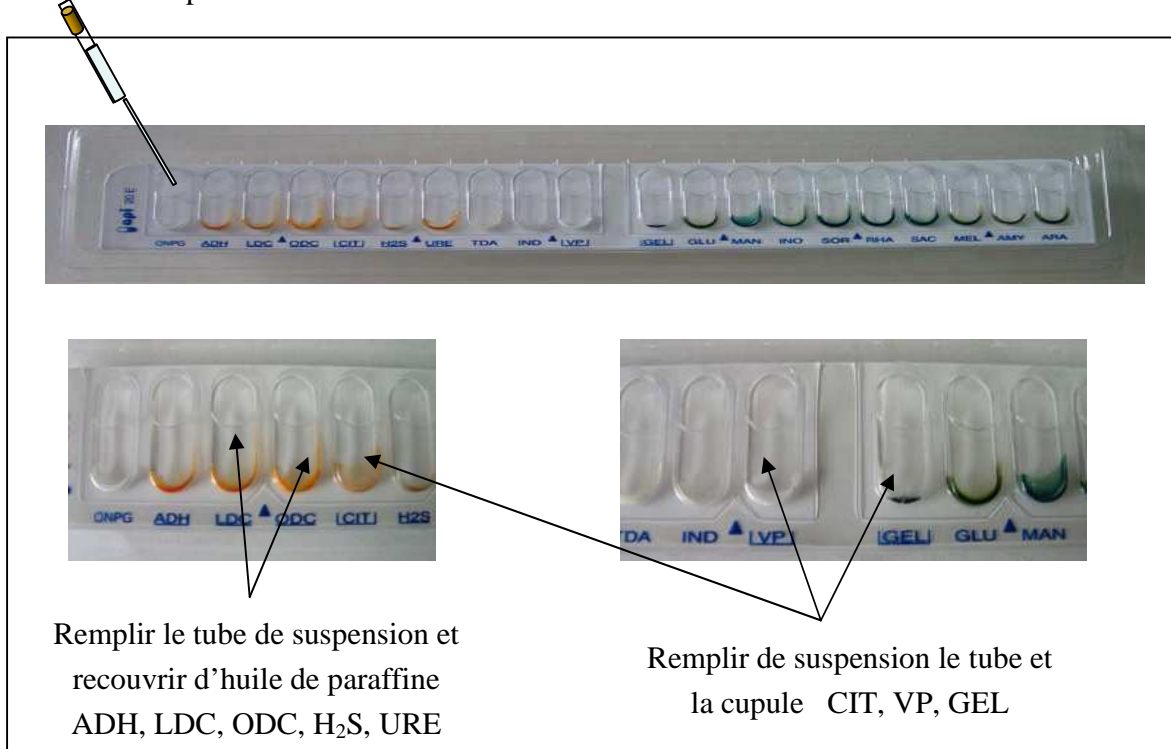 api 20 E
ONPG ADH LDC ODC CIT H2S URE TDA IND VP GEL GLU MAN INO SOR RHA SAC MEL AMY ARA
ONPG ADH LDC ODC CIT H2S
TDA IND VP GEL GLU MAN
Remplir le tube de suspension et
recouvrir d’huile de paraffine
ADH, LDC, ODC, H₂S, URE
Remplir de suspension le tube et
la cupule CIT, VP, GEL